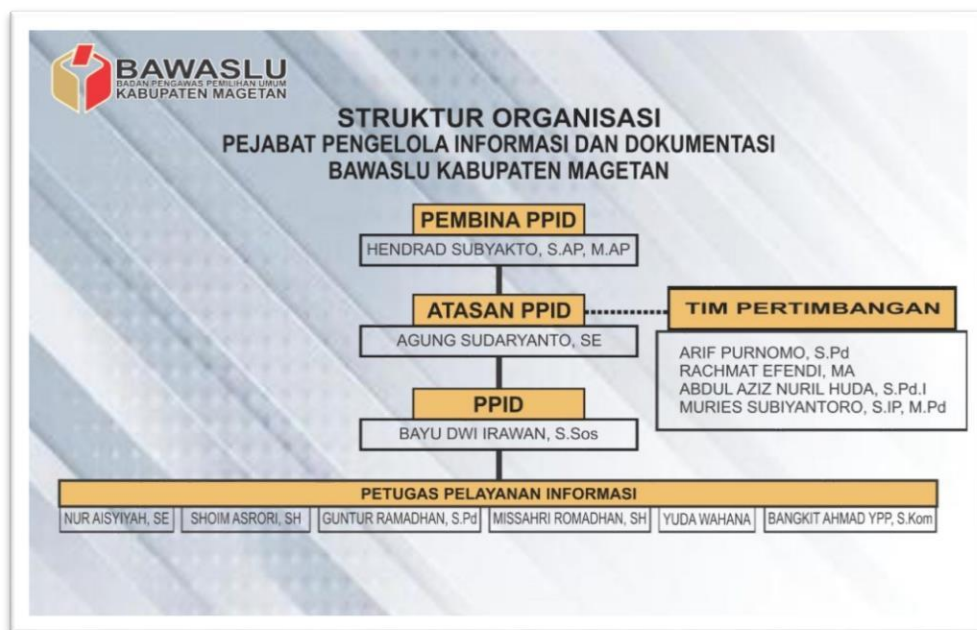 BAWASLU
BADAN PENGAWAS PEMILIHAN UMUM
KABUPATEN MAGETAN
STRUKTUR ORGANISASI
PEJABAT PENGELOLA INFORMASI DAN DOKUMENTASI
BAWASLU KABUPATEN MAGETAN
PEMBINA PPID
HENDRAD SUBYAKTO, S.AP, M.AP
ATASAN PPID
AGUNG SUDARYANTO, SE
TIM PERTIMBANGAN
ARIF PURNOMO, S.Pd
RACHMAT EFENDI, MA
ABDUL AZIZ NURIL HUDA, S.Pd.I
MURIES SUBIYANTORO, S.IP, M.Pd
PPID
BAYU DWI IRAWAN, S.Sos
PETUGAS PELAYANAN INFORMASI
NUR AISYIYAH, SE
SHOIM ASRORI, SH
GUNTUR RAMADHAN, S.Pd
MISSAHRI ROMADHAN, SH
YUDA WAHANA
BANGKIT AHMAD YPP, S.Kom